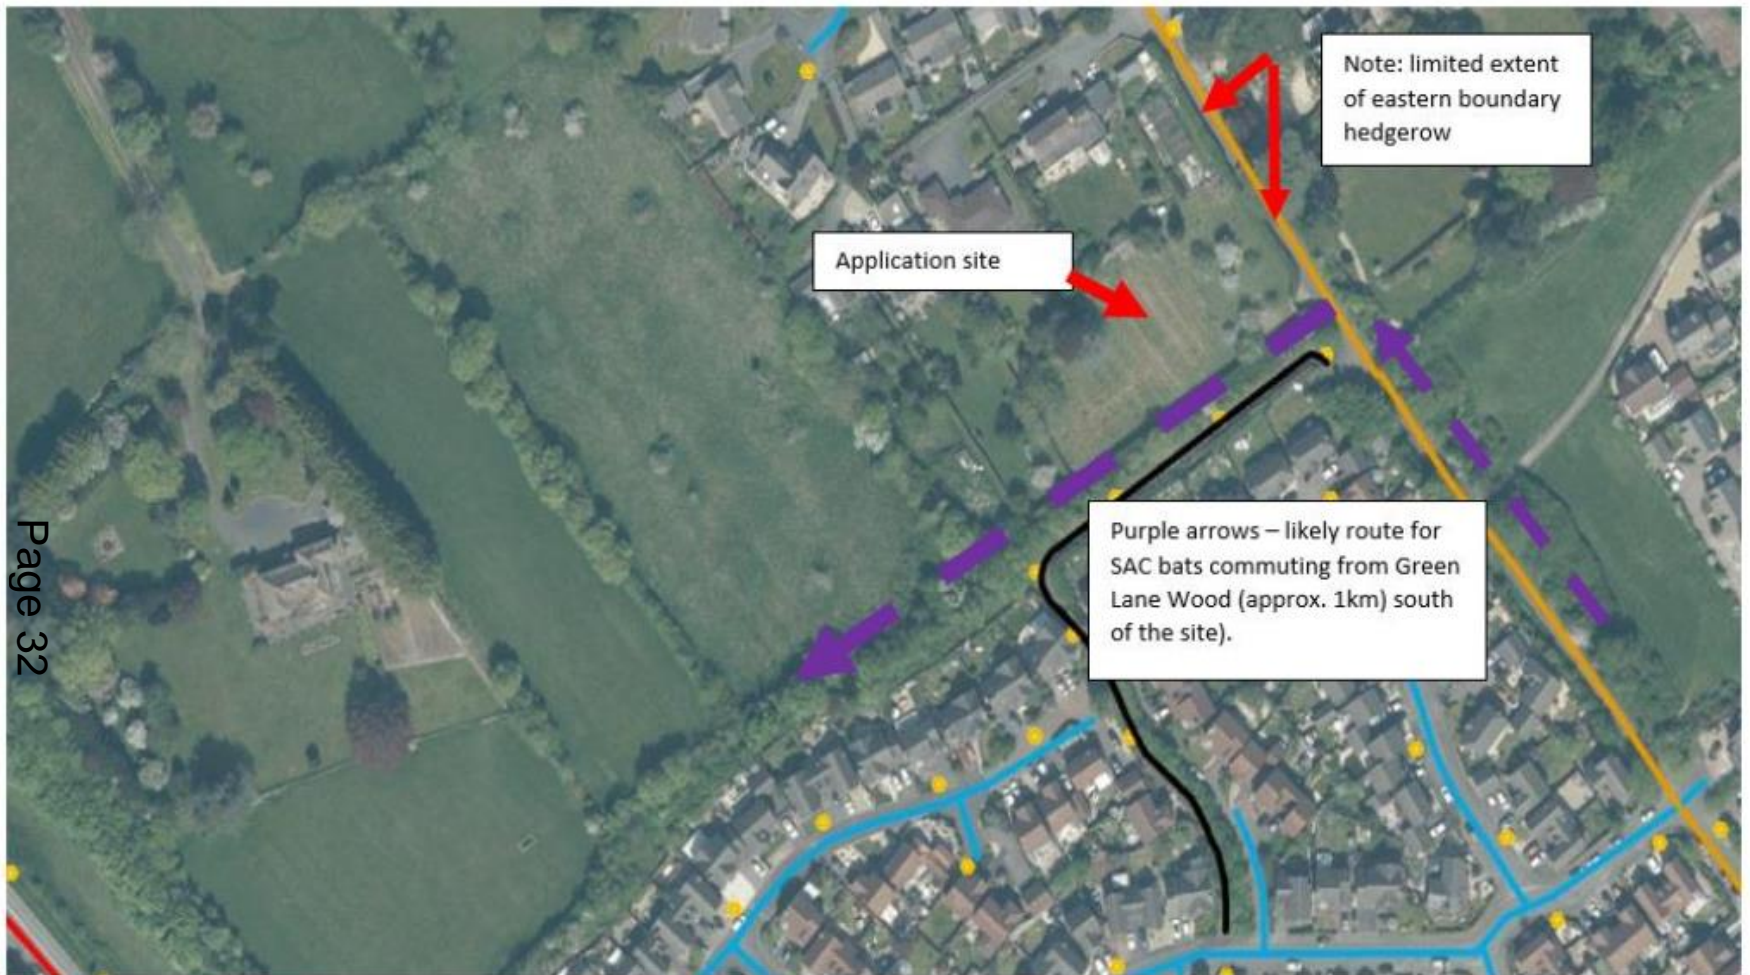 Note: limited extent
of eastern boundary
hedgerow
Application site
Purple arrows – likely route for
SAC bats commuting from Green
Lane Wood (approx. 1km) south
of the site).
Page 32